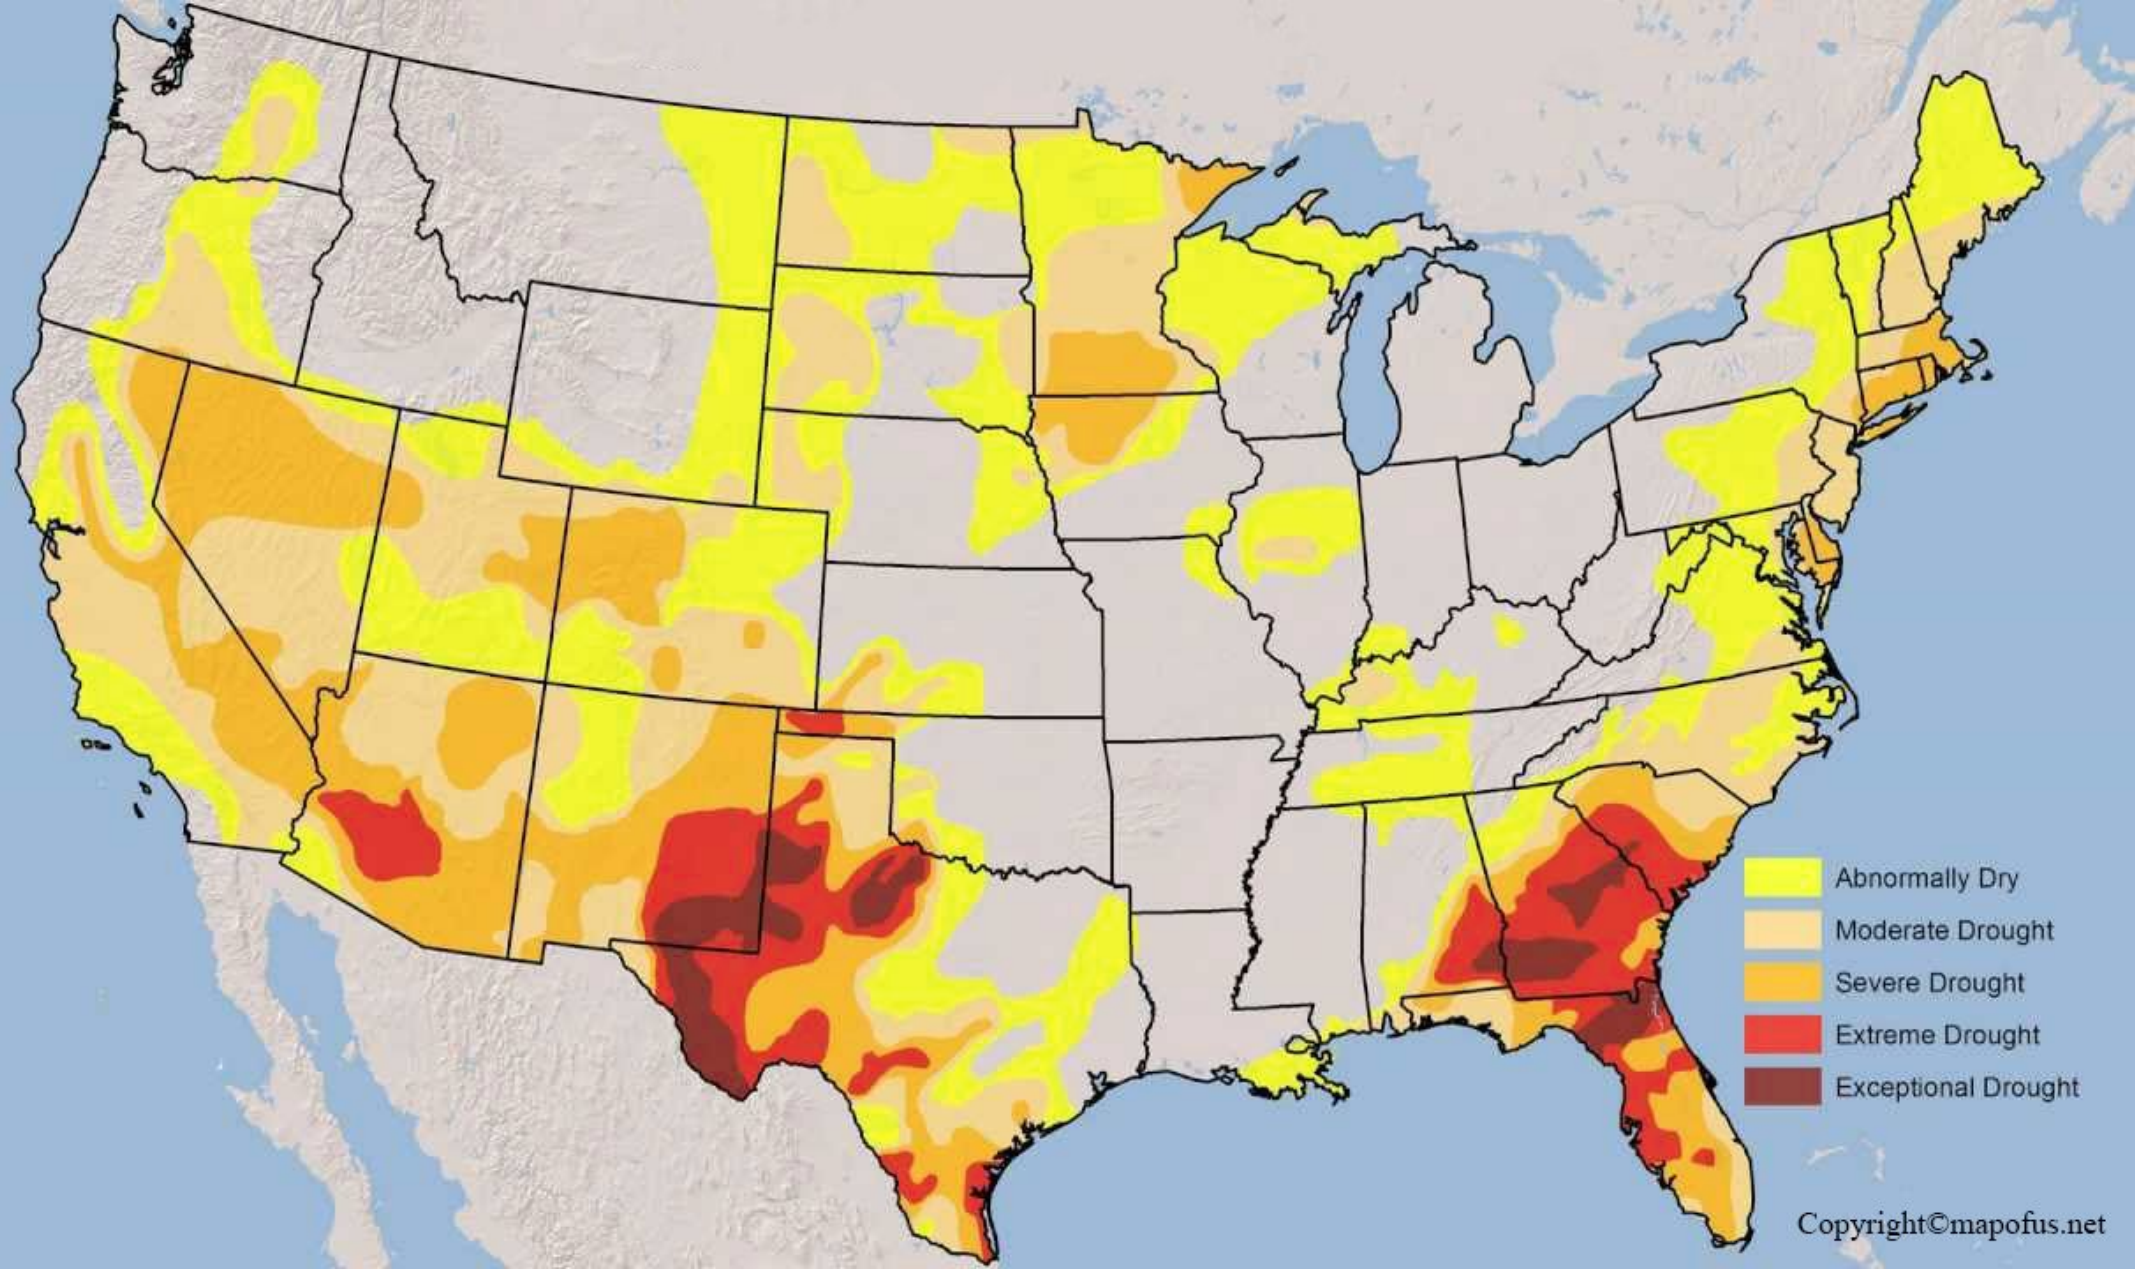 Abnormally Dry
Moderate Drought
Severe Drought
Extreme Drought
Exceptional Drought
Copyright©mapofus.net